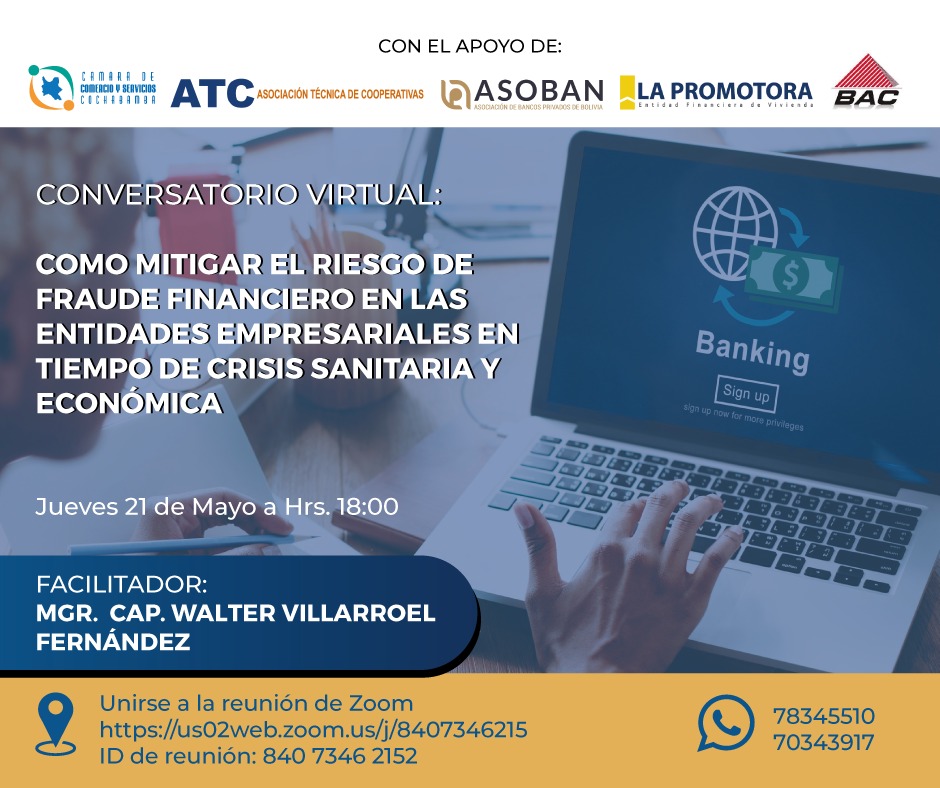 CON EL APOYO DE:
CAMARA DE
COMERCIO Y SERVICIOS
COCHABAMBA
ATC ASOCIACIÓN TÉCNICA DE COOPERATIVAS
ASOBAN
ASOCIACIÓN DE BANCOS PRIVADOS DE BOLIVIA
LA PROMOTORA
Entidad Financiera de Vivienda
BAC
CONVERSATORIO VIRTUAL:
COMO MITIGAR EL RIESGO DE
FRAUDE FINANCIERO EN LAS
ENTIDADES EMPRESARIALES EN
TIEMPO DE CRISIS SANITARIA Y
ECONÓMICA
$
Banking
Sign up
sign up now for more privileges
Jueves 21 de Mayo a Hrs. 18:00
FACILITADOR:
MGR. CAP. WALTER VILLARROEL
FERNÁNDEZ
Unirse a la reunión de Zoom
https://us02web.zoom.us/j/8407346215
ID de reunión: 840 7346 2152
78345510
70343917